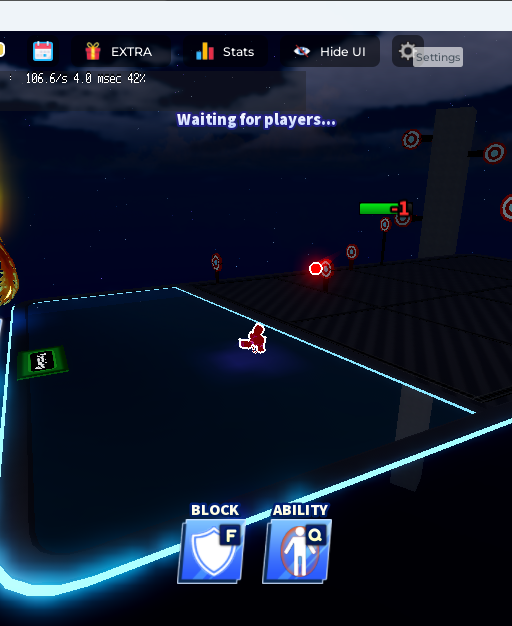 EXTRA
Stats
Hide UI
Settings
: 106.6/s 4.0 msec 42%
Waiting for players...
-1
BLOCK
ABILITY
F
Q